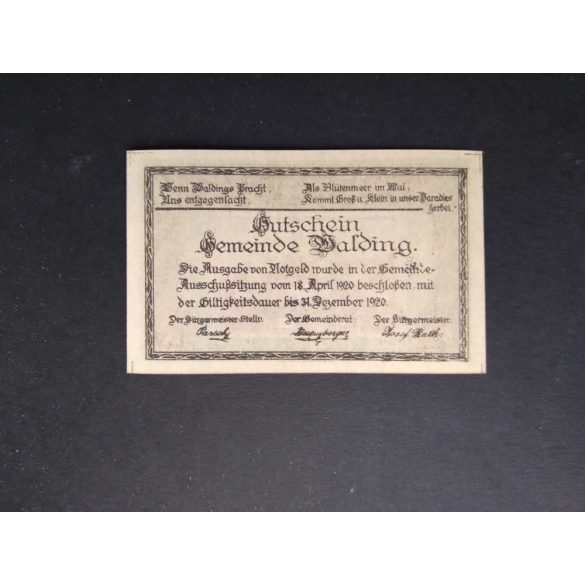 Wenn Waldings Pracht,
Uns entgegenlacht,
Als Blütenmeer im Mai,
Kommt Groß u. Klein in unser Paradies
herbei.
Gutschein
Gemeinde Walding.
Die Ausgabe von Notgeld wurde in der Gemeinde-
Ausschußsitzung vom 18. April 1920 beschloßen, mit
der Giltigkeitsdauer bis 31. Dezember 1920.
Der Bürgermeister-Stellv.
Der Gemeinderat:
Der Bürgermeister:
Josef Rath